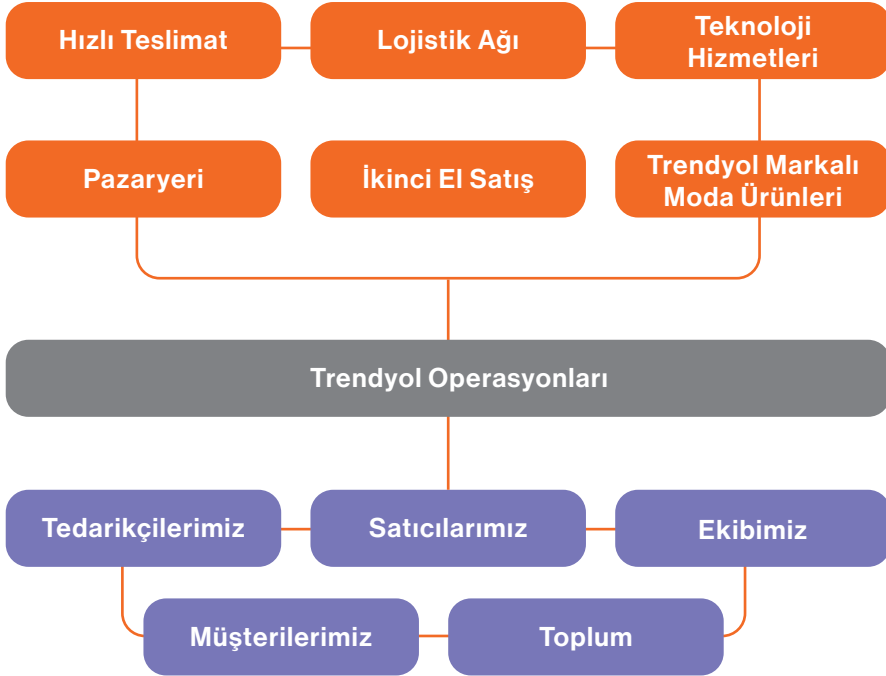 Hızlı Teslimat
Lojistik Ağı
Teknoloji
Hizmetleri
Pazaryeri
İkinci El Satış
Trendyol Markalı
Moda Ürünleri
Trendyol Operasyonları
Tedarikçilerimiz
Satıcılarımız
Ekibimiz
Müşterilerimiz
Toplum